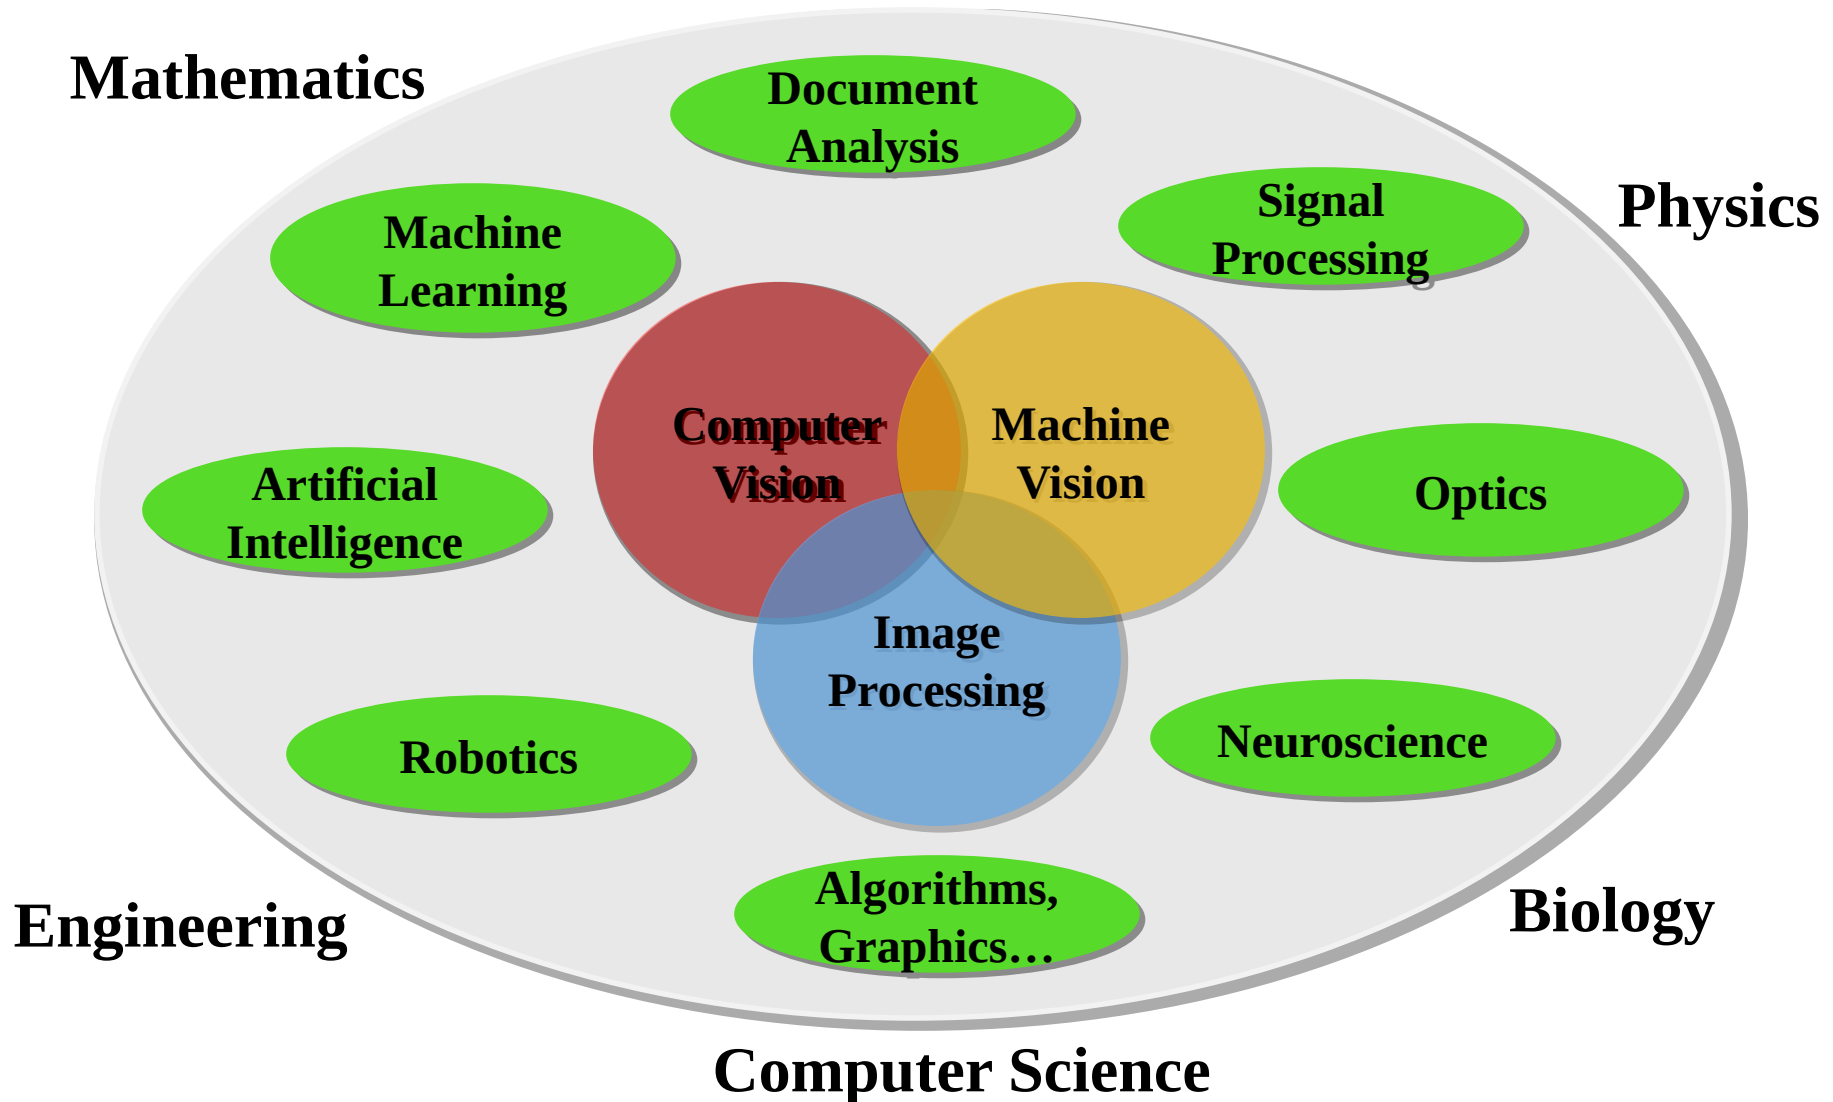 Mathematics
Document
Analysis
Signal
Processing
Physics
Machine
Learning
Computer
Vision
Machine
Vision
Artificial
Intelligence
Optics
Image
Processing
Robotics
Neuroscience
Algorithms,
Graphics…
Engineering
Biology
Computer Science